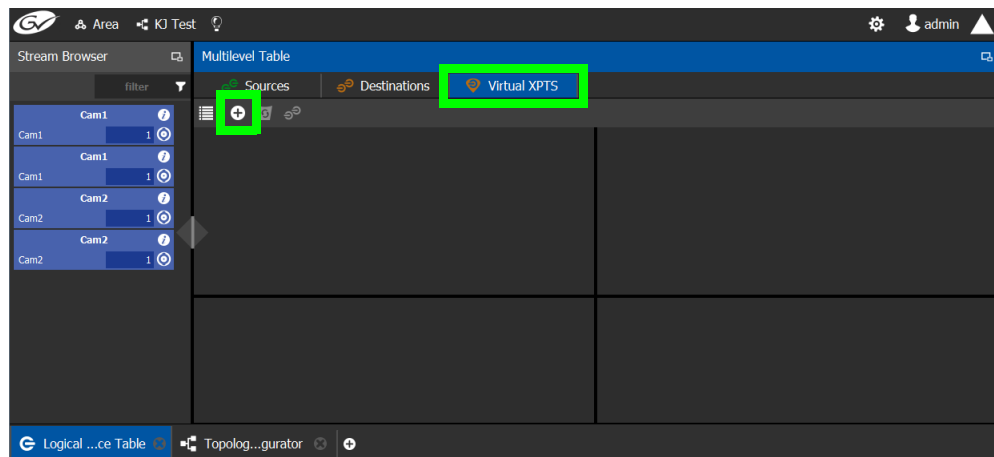 GV Area KJ Test admin
Stream Browser Multilevel Table
filter Sources Destinations Virtual XPTS
Cam1 i
Cam1 1
Cam1 i
Cam1 1
Cam2 i
Cam2 1
Cam2 i
Cam2 1
Logical ...ce Table Topolog...gurator